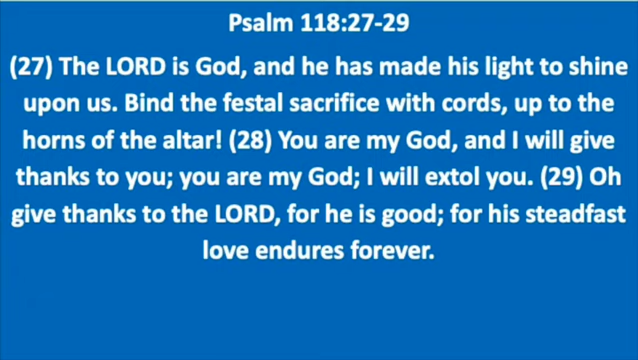 Psalm 118:27-29
(27) The LORD is God, and he has made his light to shine
upon us. Bind the festal sacrifice with cords, up to the
horns of the altar! (28) You are my God, and I will give
thanks to you; you are my God; I will extol you. (29) Oh
give thanks to the LORD, for he is good; for his steadfast
love endures forever.